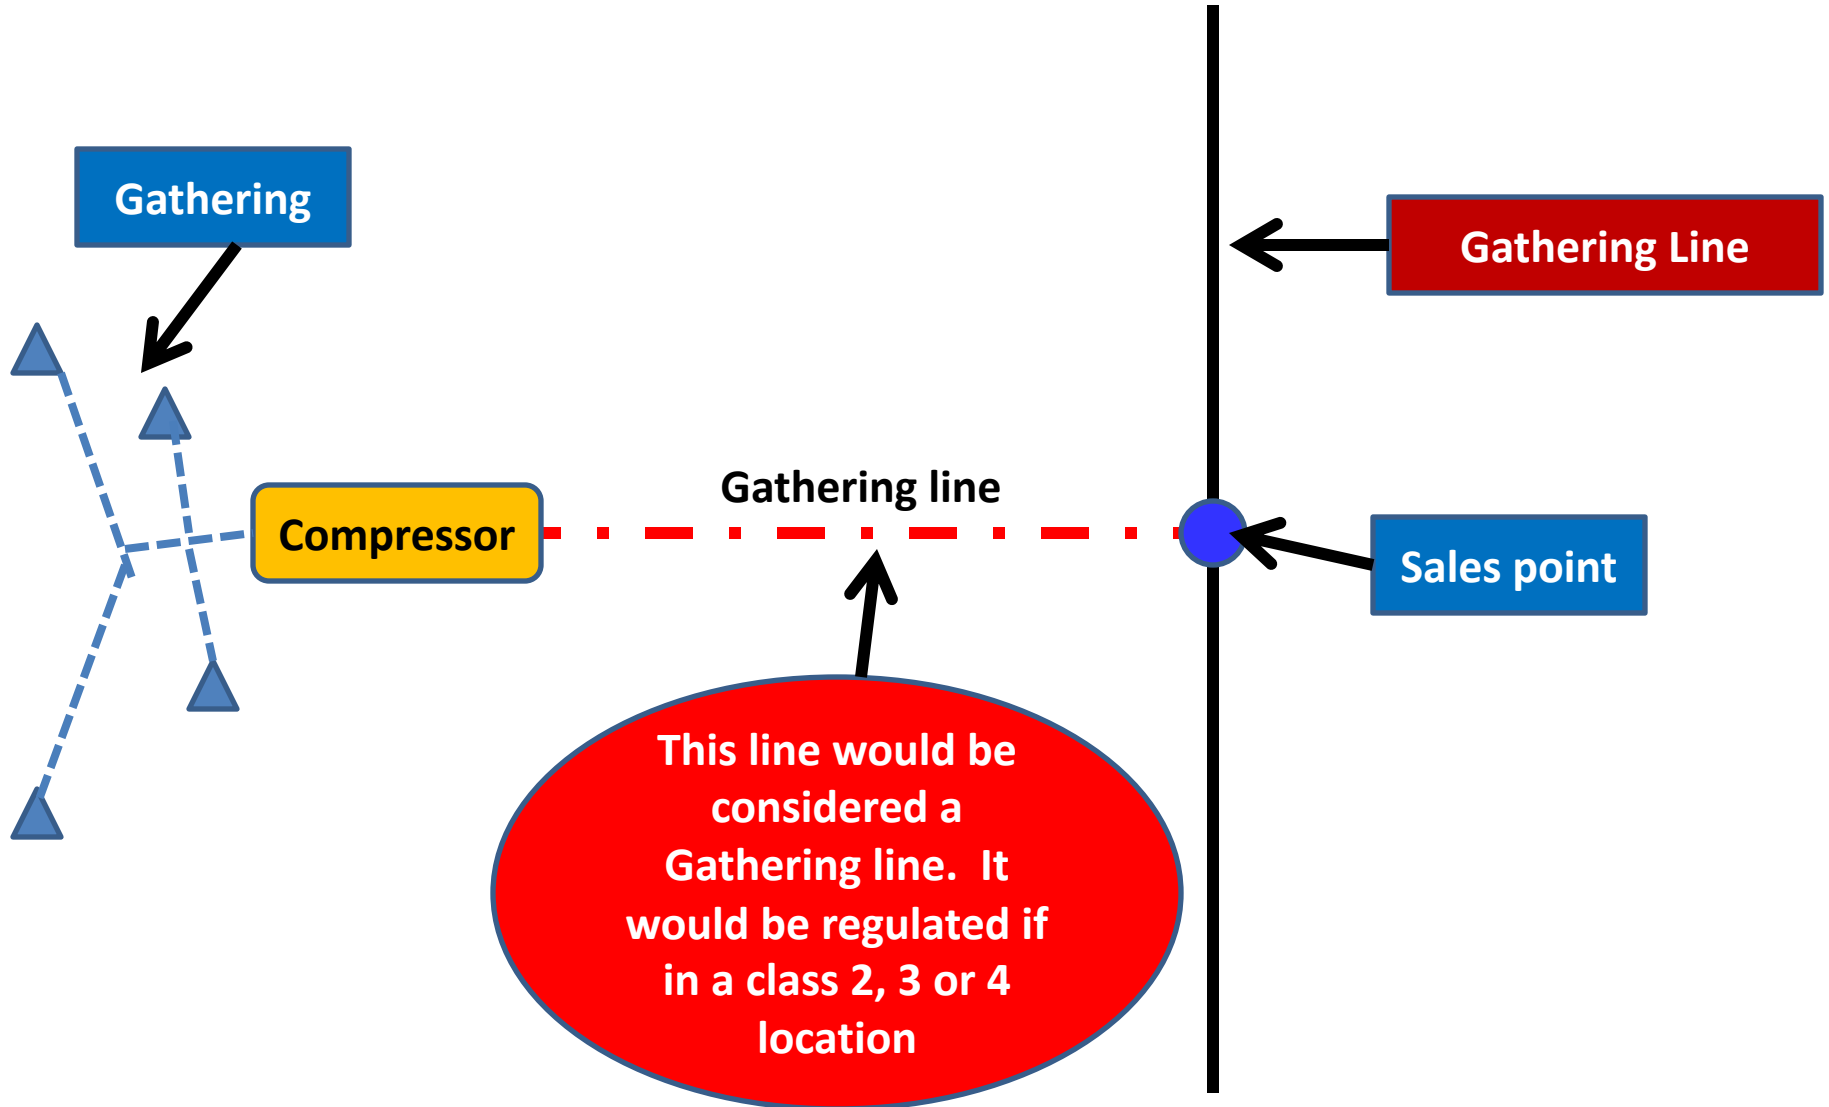 Gathering
Gathering Line
Gathering line
Compressor
Sales point
This line would be
considered a
Gathering line.  It
would be regulated if
in a class 2, 3 or 4
location